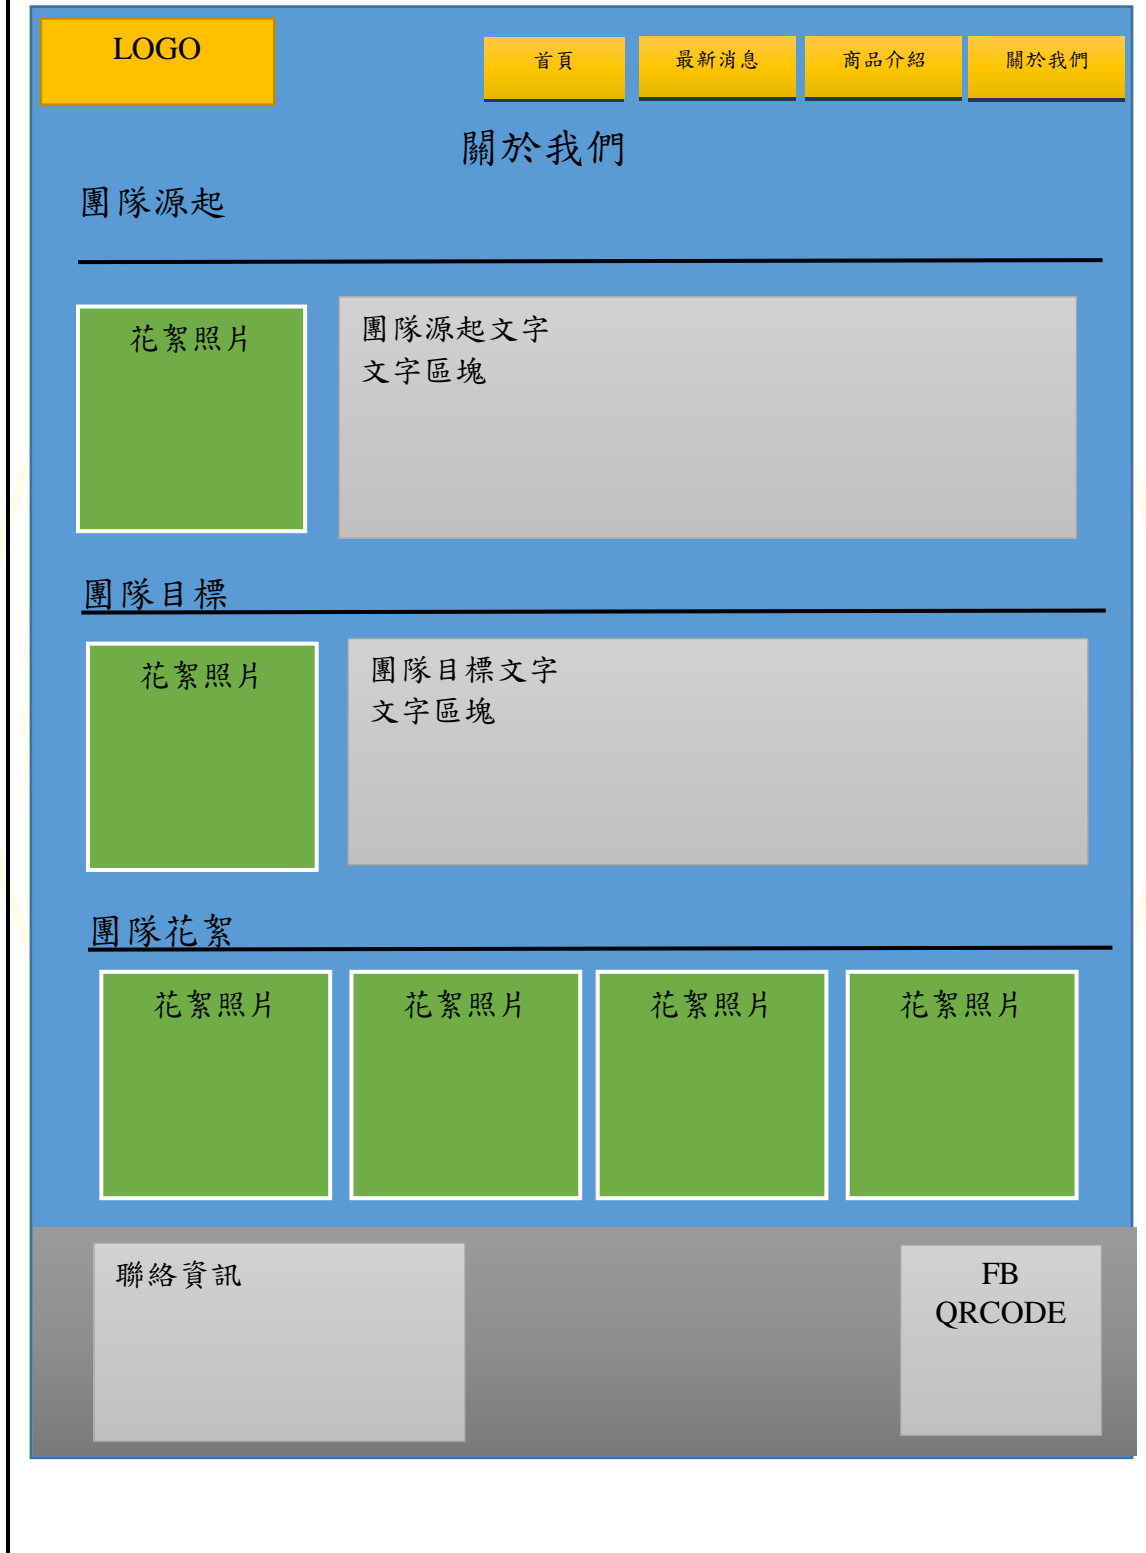 LOGO
首頁
最新消息
商品介紹
關於我們
關於我們
團隊源起
花絮照片
團隊源起文字
文字區塊
團隊目標
花絮照片
團隊目標文字
文字區塊
團隊花絮
花絮照片
花絮照片
花絮照片
花絮照片
聯絡資訊
FB
QRCODE